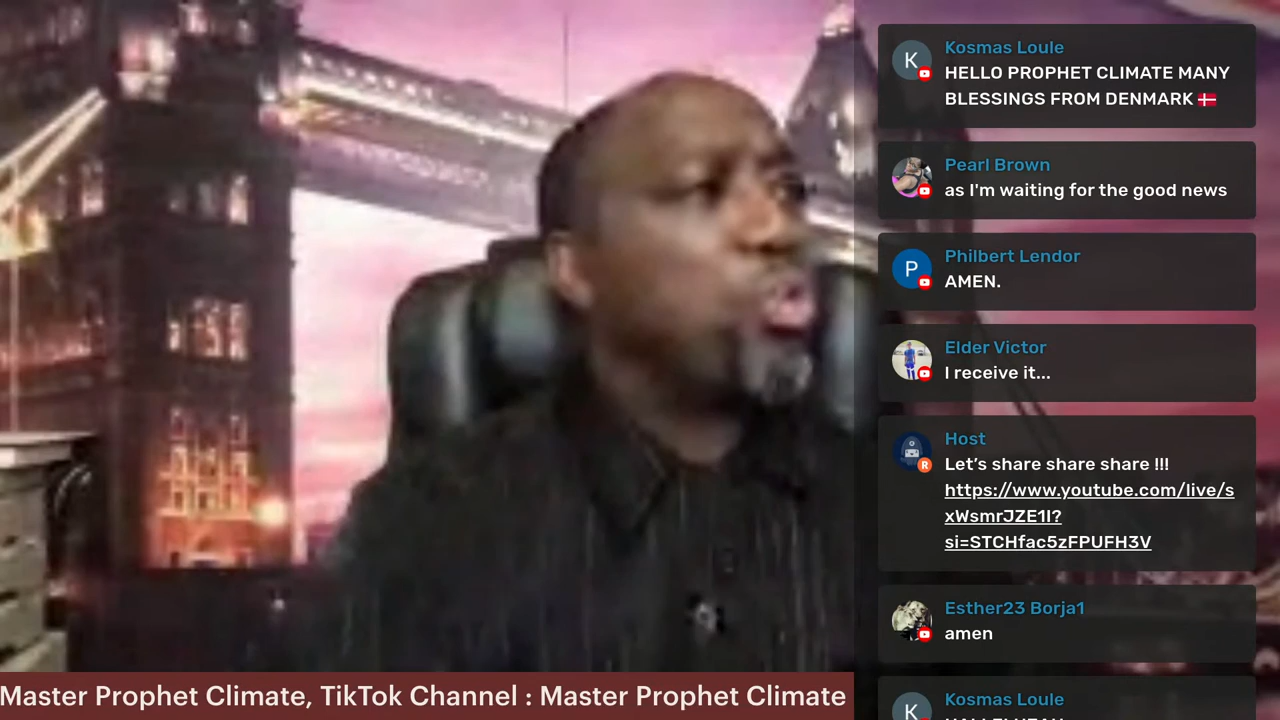 K
Kosmas Loule
HELLO PROPHET CLIMATE MANY
BLESSINGS FROM DENMARK 🇩🇰
Pearl Brown
as I'm waiting for the good news
P
Philbert Lendor
AMEN.
Elder Victor
I receive it...
Host
R
Let’s share share share !!!
https://www.youtube.com/live/s
xWsmrJZE1I?
si=STCHfac5zFPUFH3V
Esther23 Borja1
amen
K
Kosmas Loule
Master Prophet Climate, TikTok Channel : Master Prophet Climate